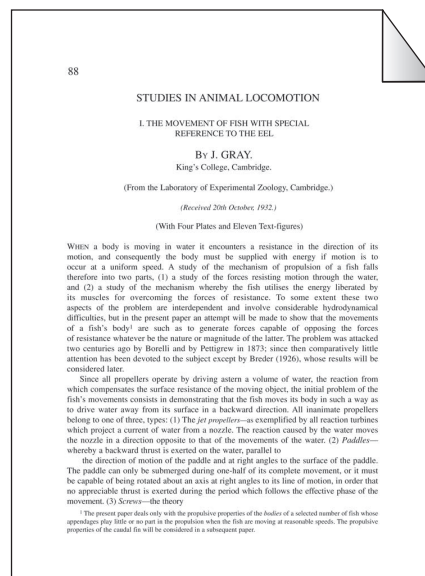 88
STUDIES IN ANIMAL LOCOMOTION
I. THE MOVEMENT OF FISH WITH SPECIAL
REFERENCE TO THE EEL
BY J. GRAY.
King's College, Cambridge.
(From the Laboratory of Experimental Zoology, Cambridge.)
(Received 20th October, 1932.)
(With Four Plates and Eleven Text-figures)
WHEN a body is moving in water it encounters a resistance in the direction of its
motion, and consequently the body must be supplied with energy if motion is to
occur at a uniform speed. A study of the mechanism of propulsion of a fish falls
therefore into two parts, (1) a study of the forces resisting motion through the water,
and (2) a study of the mechanism whereby the fish utilises the energy liberated by
its muscles for overcoming the forces of resistance. To some extent these two
aspects of the problem are interdependent and involve considerable hydrodynamical
difficulties, but in the present paper an attempt will be made to show that the movements
of a fish's body¹ are such as to generate forces capable of opposing the forces
of resistance whatever be the nature or magnitude of the latter. The problem was attacked
two centuries ago by Borelli and by Pettigrew in 1873; since then comparatively little
attention has been devoted to the subject except by Breder (1926), whose results will be
considered later.
Since all propellers operate by driving astern a volume of water, the reaction from
which compensates the surface resistance of the moving object, the initial problem of the
fish's movements consists in demonstrating that the fish moves its body in such a way as
to drive water away from its surface in a backward direction. All inanimate propellers
belong to one of three, types: (1) The jet propellers—as exemplified by all reaction turbines
which project a current of water from a nozzle. The reaction caused by the water moves
the nozzle in a direction opposite to that of the movements of the water. (2) Paddles—
whereby a backward thrust is exerted on the water, parallel to
the direction of motion of the paddle and at right angles to the surface of the paddle.
The paddle can only be submerged during one-half of its complete movement, or it must
be capable of being rotated about an axis at right angles to its line of motion, in order that
no appreciable thrust is exerted during the period which follows the effective phase of the
movement. (3) Screws—the theory
¹ The present paper deals only with the propulsive properties of the bodies of a selected number of fish whose
appendages play little or no part in the propulsion when the fish are moving at reasonable speeds. The propulsive
properties of the caudal fin will be considered in a subsequent paper.